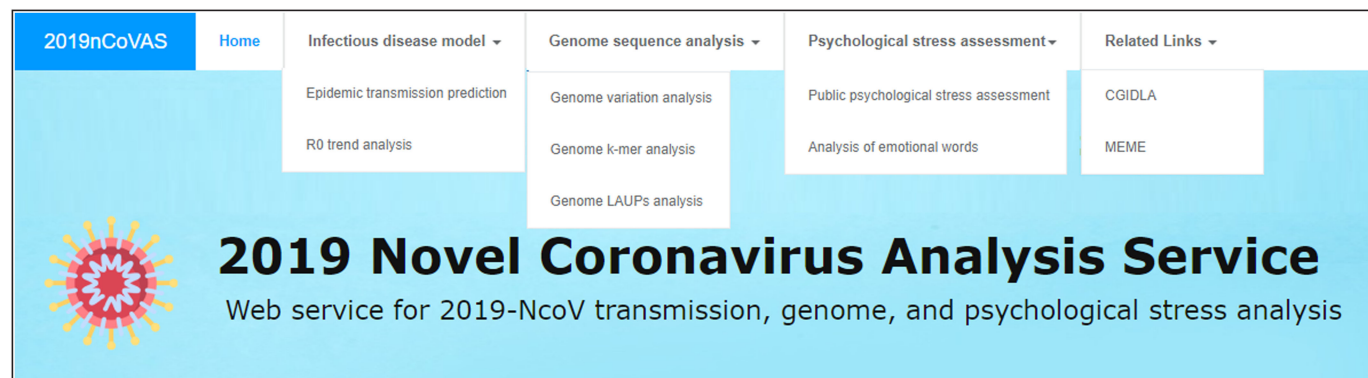 2019nCoVAS Home Infectious disease model Genome sequence analysis Psychological stress assessment Related Links
Epidemic transmission prediction
R0 trend analysis
Genome variation analysis
Genome k-mer analysis
Genome LAUPs analysis
Public psychological stress assessment
Analysis of emotional words
CGIDLA
MEME
2019 Novel Coronavirus Analysis Service
Web service for 2019-NcoV transmission, genome, and psychological stress analysis